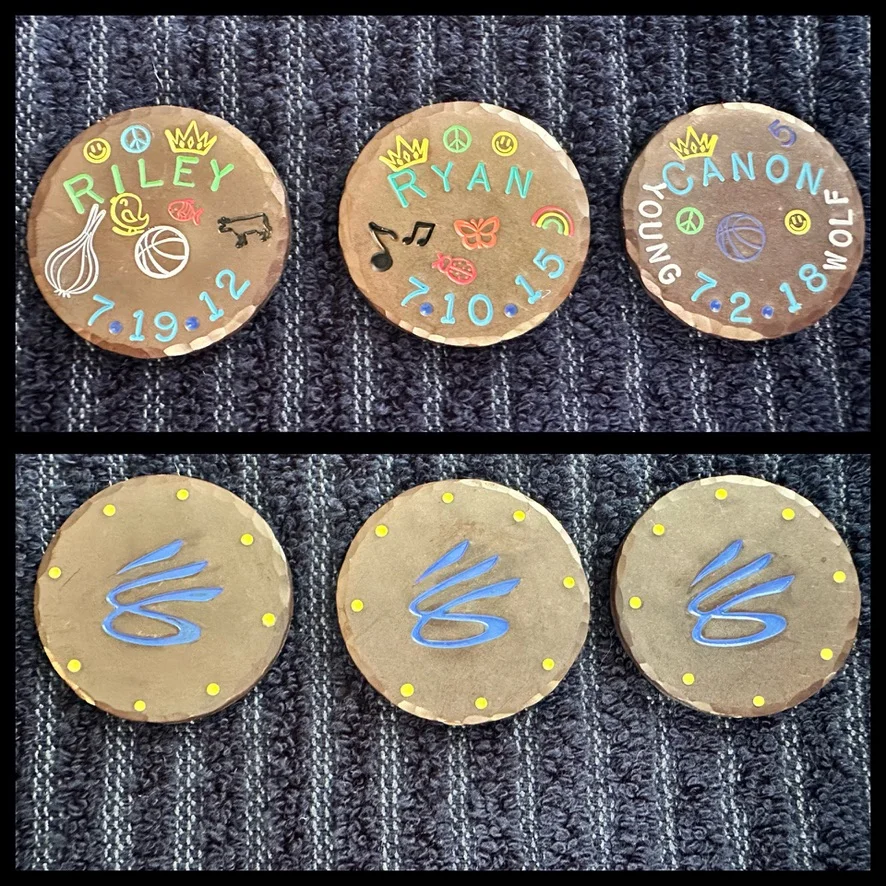 RILEY
7.19.12
RYAN
7.10.15
5
CANON
YOUNG
WOLF
7.2.18